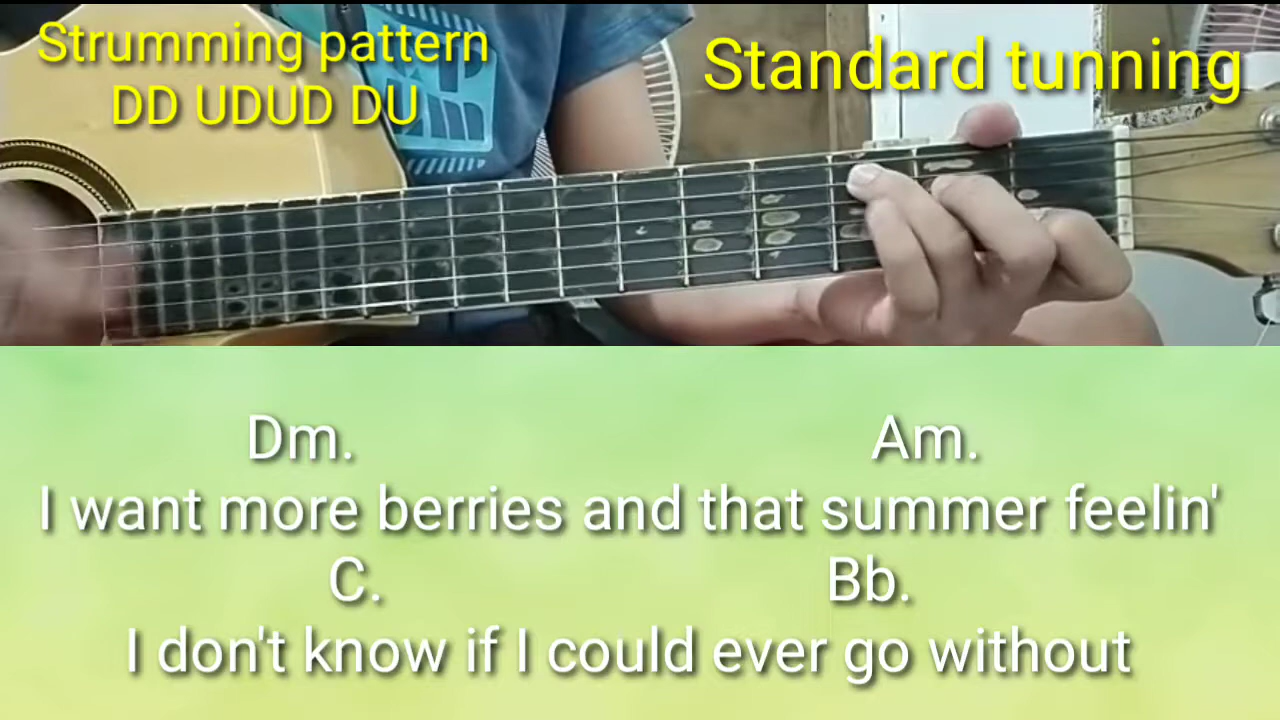 Strumming pattern
DD UDUD DU
Standard tunning
Dm. Am.
I want more berries and that summer feelin'
C. Bb.
I don't know if I could ever go without